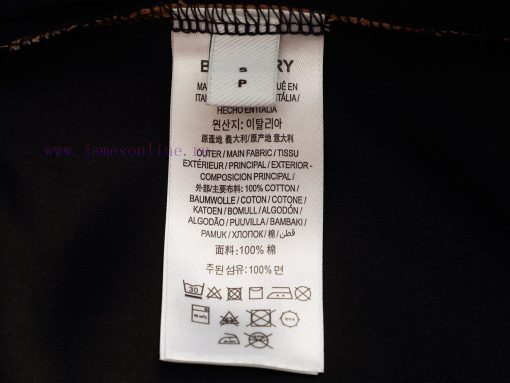 S
P
HECHO EN ITALIA
원산지: 이탈리아
原產地 義大利/原产地 意大利
www.jamesonline.
OUTER / MAIN FABRIC / TISSU
EXTÉRIEUR / PRINCIPAL / EXTERIOR -
COMPOSICION PRINCIPAL /
外部/主要布料: 100% COTTON /
BAUMWOLLE / COTON / COTONE /
KATOEN / BOMULL / ALGODÓN /
ALGODÃO / PUUVILLA / BAMBAKI /
PAMUK / ХЛОПОК / 棉 / قطن
面料:100% 棉
주된 섬유:100% 면
30